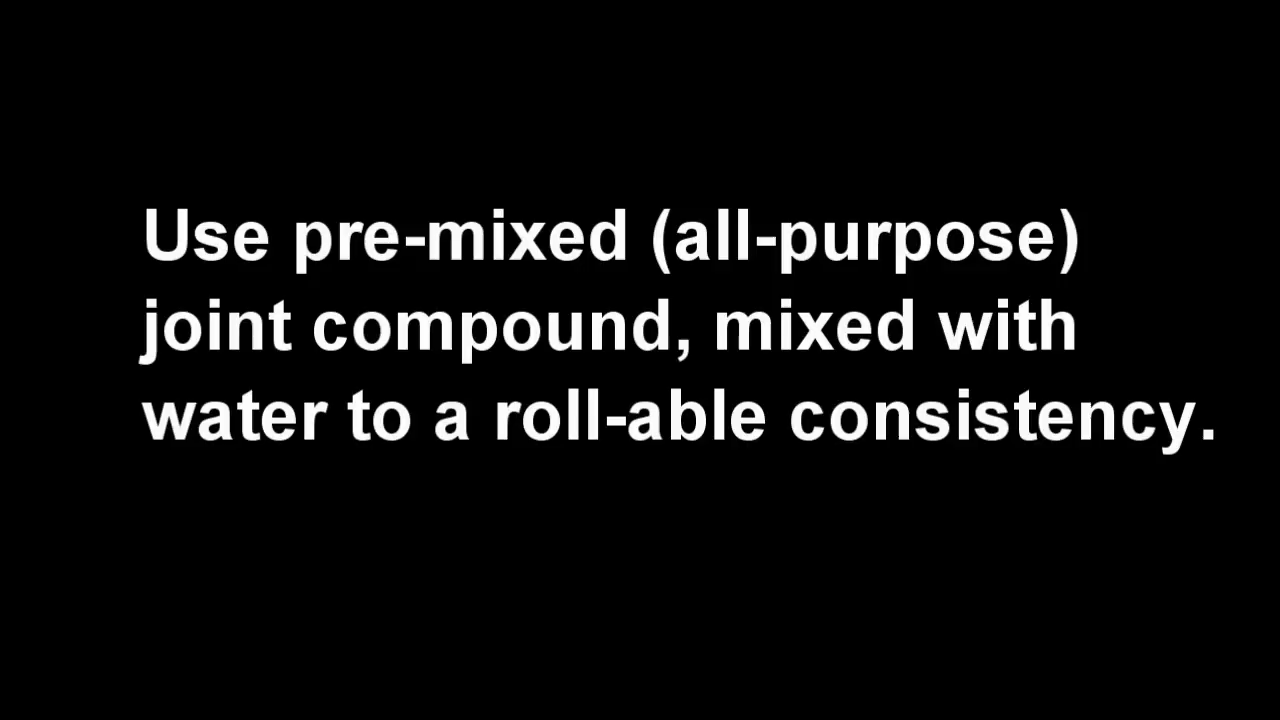 Use pre-mixed (all-purpose)
joint compound, mixed with
water to a roll-able consistency.